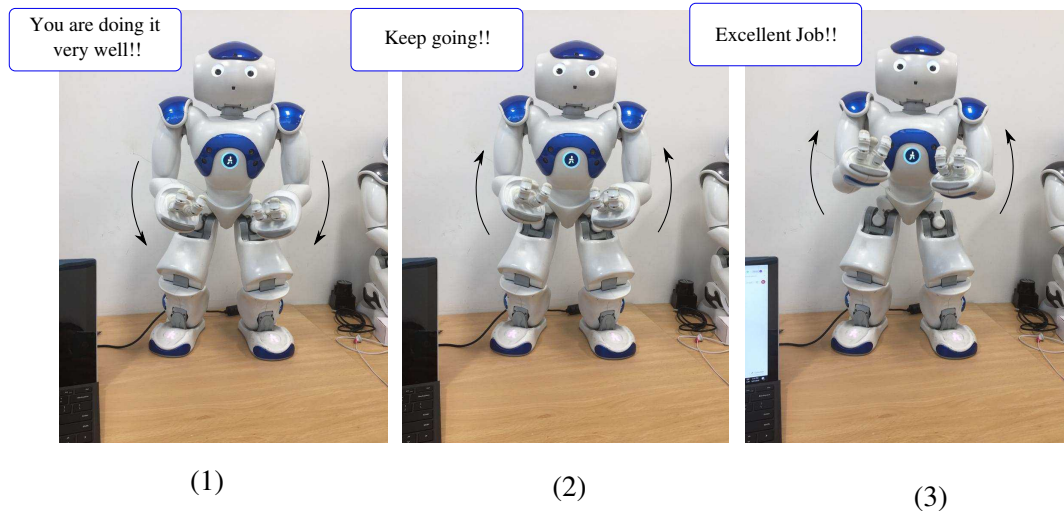 You are doing it
very well!!
Keep going!!
Excellent Job!!
(1)
(2)
(3)